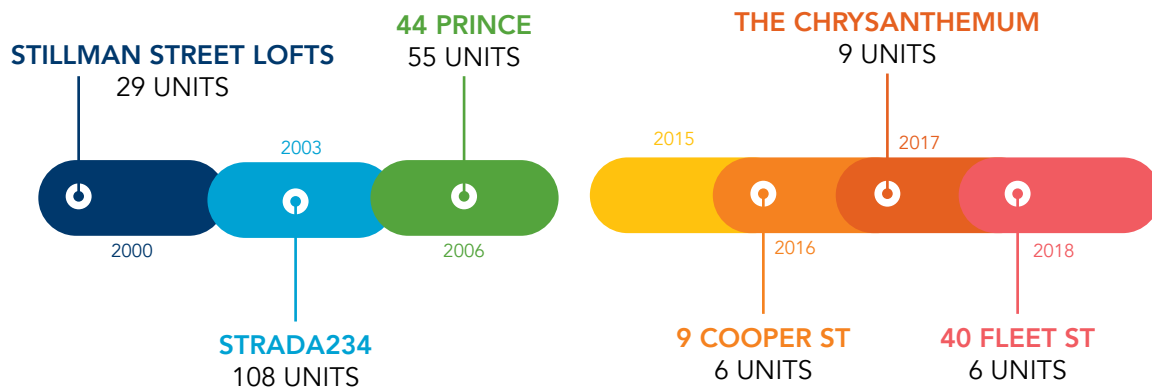 STILLMAN STREET LOFTS
29 UNITS
44 PRINCE
55 UNITS
THE CHRYSANTHEMUM
9 UNITS
2003
2015
2017
2000
2006
2016
2018
STRADA234
108 UNITS
9 COOPER ST
6 UNITS
40 FLEET ST
6 UNITS